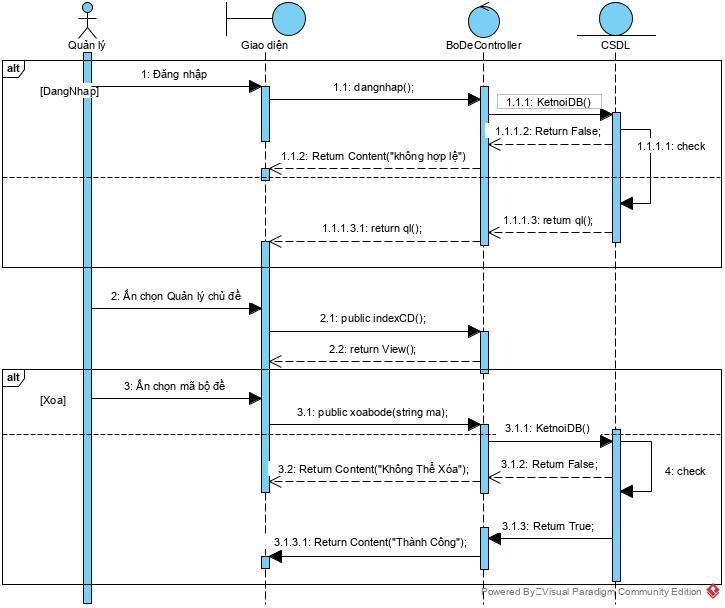 Quản lý
Giao diện
BoDeController
CSDL
alt
[DangNhap]
1: Đăng nhập
1.1: dangnhap();
1.1.1: KetnoiDB()
1.1.1.2: Return False;
1.1.1.1: check
1.1.2: Return Content("không hợp lệ")
1.1.1.3: return ql();
1.1.1.3.1: return ql();
2: Ấn chọn Quản lý chủ đề
2.1: public indexCD();
2.2: return View();
alt
[Xoa]
3: Ấn chọn mã bộ đề
3.1: public xoabode(string ma);
3.1.1: KetnoiDB()
3.1.2: Return False;
4: check
3.2: Return Content("Không Thể Xóa");
3.1.3: Return True;
3.1.3.1: Return Content("Thành Công");
Powered By Visual Paradigm Community Edition